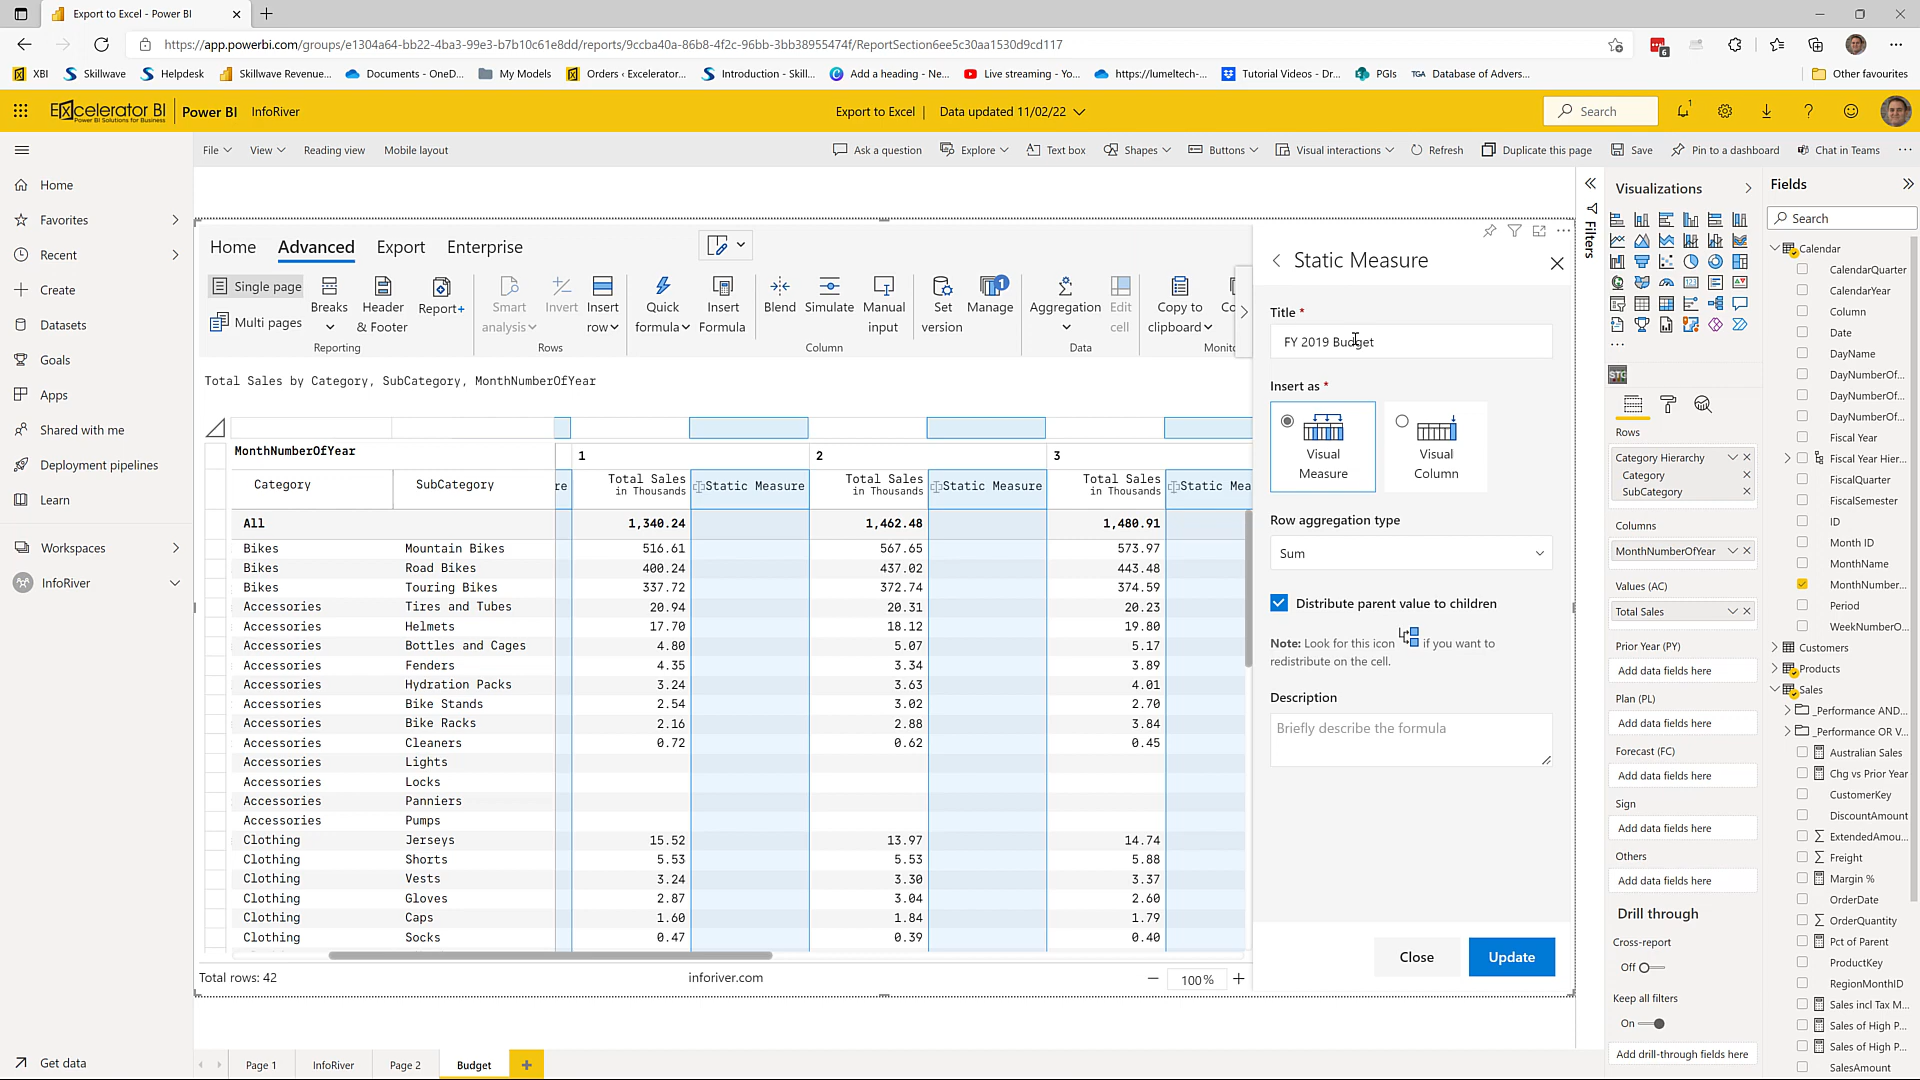 Export to Excel - Power BI
https://app.powerbi.com/groups/e1304a64-bb22-4ba3-99e3-b7b10c61e8dd/reports/9ccba40a-86b8-4f2c-96bb-3bb38955474f/ReportSection6ee5c30aa1530d9cd117
6
XBI Skillwave Helpdesk Skillwave Revenue... Documents - OneD... My Models Orders ‹ Excelerator... Introduction - Skill... Add a heading - Ne... Live streaming - Yo... https://lumeltech-... Tutorial Videos - Dr... PGIs TGA Database of Advers... Other favourites
Excelerator BI Power BI InfoRiver Export to Excel Data updated 11/02/22 Search 1
Power BI Solutions for Business
File View Reading view Mobile layout Ask a question Explore Text box Shapes Buttons Visual interactions Refresh Duplicate this page Save Pin to a dashboard Chat in Teams
Home
Favorites
Recent
Create
Datasets
Goals
Apps
Shared with me
Deployment pipelines
Learn
Workspaces
InfoRiver
Get data
Home Advanced Export Enterprise
Single page
Multi pages
Breaks
Header
& Footer
Report+
Reporting
Smart
analysis
Invert
Insert
row
Rows
Quick
formula
Insert
Formula
Blend
Simulate
Manual
input
Set
version
1
Manage
Column
Aggregation
Edit
cell
Data
Copy to
clipboard
Co
Monito
Total Sales by Category, SubCategory, MonthNumberOfYear
MonthNumberOfYear 1 2 3
Category SubCategory re Total Sales in Thousands Static Measure Total Sales in Thousands Static Measure Total Sales in Thousands Static Mea
All 1,340.24 1,462.48 1,480.91
Bikes Mountain Bikes 516.61 567.65 573.97
Bikes Road Bikes 400.24 437.02 443.48
Bikes Touring Bikes 337.72 372.74 374.59
Accessories Tires and Tubes 20.94 20.31 20.23
Accessories Helmets 17.70 18.12 19.80
Accessories Bottles and Cages 4.80 5.07 5.17
Accessories Fenders 4.35 3.34 3.89
Accessories Hydration Packs 3.24 3.63 4.01
Accessories Bike Stands 2.54 3.02 2.70
Accessories Bike Racks 2.16 2.88 3.84
Accessories Cleaners 0.72 0.62 0.45
Accessories Lights
Accessories Locks
Accessories Panniers
Accessories Pumps
Clothing Jerseys 15.52 13.97 14.74
Clothing Shorts 5.53 5.53 5.88
Clothing Vests 3.24 3.30 3.37
Clothing Gloves 2.87 3.04 2.60
Clothing Caps 1.60 1.84 1.79
Clothing Socks 0.47 0.39 0.40
Total rows: 42 inforiver.com 100%
Page 1 InfoRiver Page 2 Budget
Static Measure
Title *
FY 2019 Budget
Insert as *
Visual
Measure
Visual
Column
Row aggregation type
Sum
Distribute parent value to children
Note: Look for this icon if you want to
redistribute on the cell.
Description
Briefly describe the formula
Close Update
Filters
Visualizations
STC
Rows
Category Hierarchy
Category
SubCategory
Columns
MonthNumberOfYear
Values (AC)
Total Sales
Prior Year (PY)
Add data fields here
Plan (PL)
Add data fields here
Forecast (FC)
Add data fields here
Sign
Add data fields here
Others
Add data fields here
Drill through
Cross-report
Off
Keep all filters
On
Add drill-through fields here
Fields
Search
Calendar
CalendarQuarter
CalendarYear
Column
Date
DayName
DayNumberOf...
DayNumberOf...
DayNumberOf...
Fiscal Year
Fiscal Year Hier...
FiscalQuarter
FiscalSemester
ID
Month ID
MonthName
MonthNumber...
Period
WeekNumberO...
Customers
Products
Sales
_Performance AND...
_Performance OR V...
Australian Sales
Chg vs Prior Year
CustomerKey
DiscountAmount
ExtendedAmou...
Freight
Margin %
OrderDate
OrderQuantity
Pct of Parent
ProductKey
RegionMonthID
Sales incl Tax M...
Sales of High P...
Sales of High P...
SalesAmount